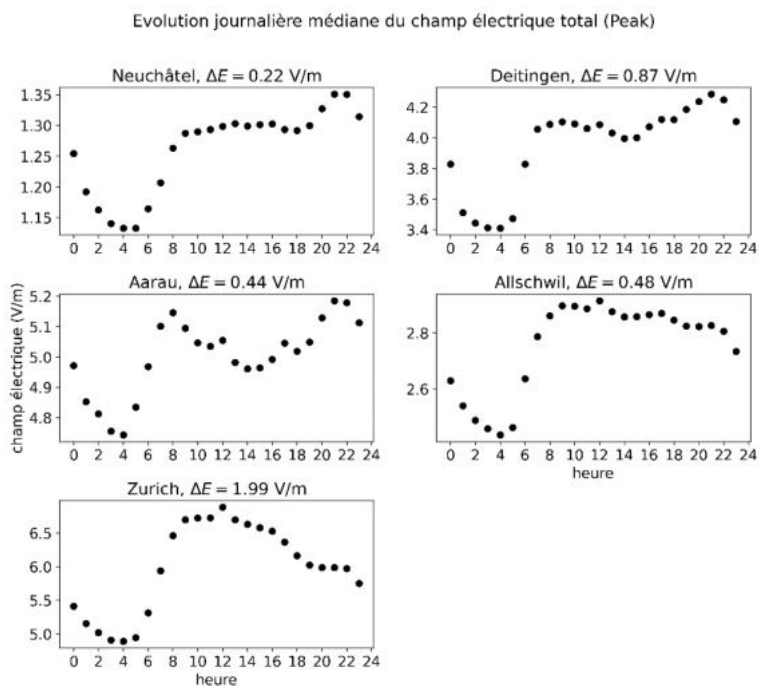 Evolution journalière médiane du champ électrique total (Peak)
Neuchâtel, ΔE = 0.22 V/m
1.35
1.30
1.25
1.20
1.15
0 2 4 6 8 10 12 14 16 18 20 22 24
Deitingen, ΔE = 0.87 V/m
4.2
4.0
3.8
3.6
3.4
0 2 4 6 8 10 12 14 16 18 20 22 24
champ électrique (V/m)
Aarau, ΔE = 0.44 V/m
5.2
5.1
5.0
4.9
4.8
0 2 4 6 8 10 12 14 16 18 20 22 24
Allschwil, ΔE = 0.48 V/m
2.8
2.6
0 2 4 6 8 10 12 14 16 18 20 22 24
heure
Zurich, ΔE = 1.99 V/m
6.5
6.0
5.5
5.0
0 2 4 6 8 10 12 14 16 18 20 22 24
heure